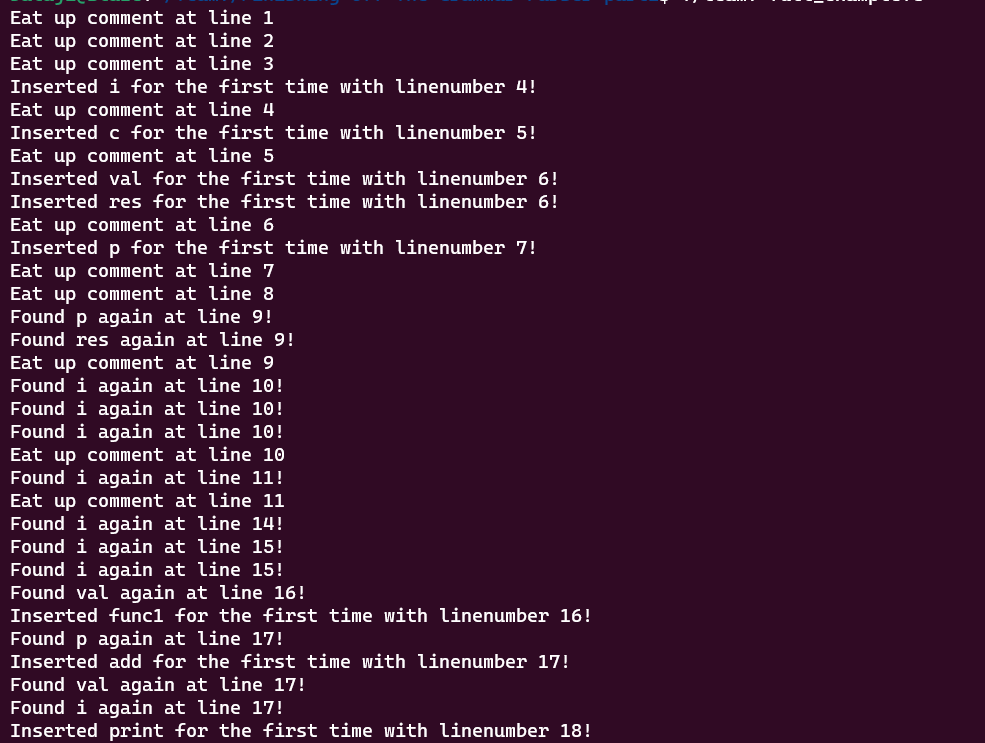 Eat up comment at line 1
Eat up comment at line 2
Eat up comment at line 3
Inserted i for the first time with linenumber 4!
Eat up comment at line 4
Inserted c for the first time with linenumber 5!
Eat up comment at line 5
Inserted val for the first time with linenumber 6!
Inserted res for the first time with linenumber 6!
Eat up comment at line 6
Inserted p for the first time with linenumber 7!
Eat up comment at line 7
Eat up comment at line 8
Found p again at line 9!
Found res again at line 9!
Eat up comment at line 9
Found i again at line 10!
Found i again at line 10!
Found i again at line 10!
Eat up comment at line 10
Found i again at line 11!
Eat up comment at line 11
Found i again at line 14!
Found i again at line 15!
Found i again at line 15!
Found val again at line 16!
Inserted func1 for the first time with linenumber 16!
Found p again at line 17!
Inserted add for the first time with linenumber 17!
Found val again at line 17!
Found i again at line 17!
Inserted print for the first time with linenumber 18!